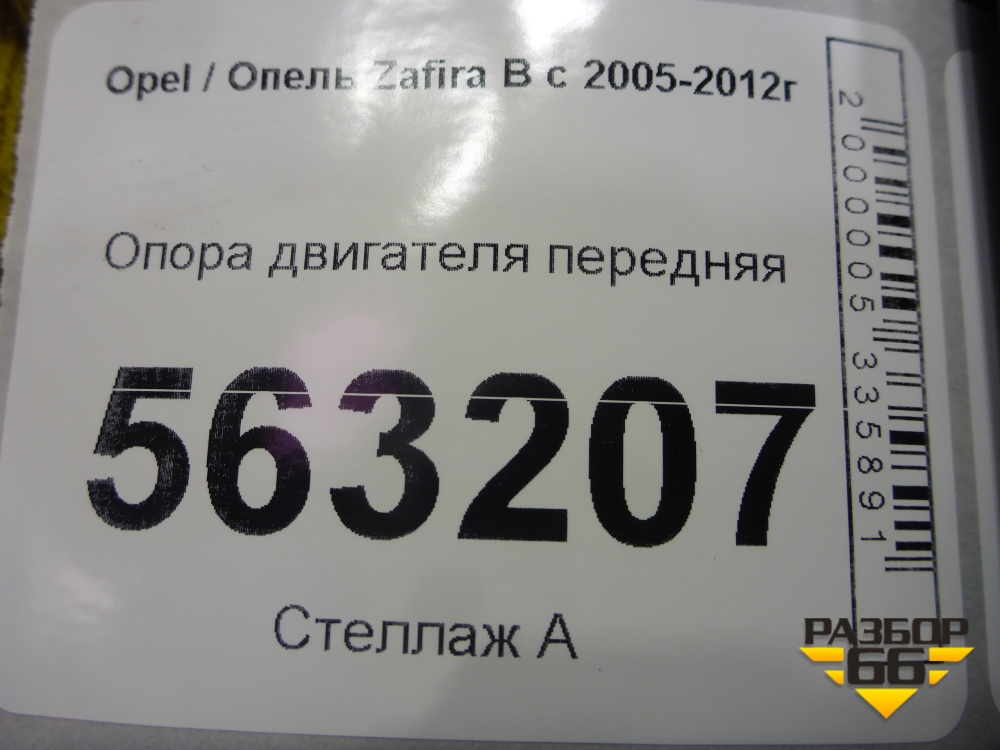 Opel / Опель Zafira B с 2005-2012г
Опора двигателя передняя
563207
Стеллаж А
2000005335891
РАЗБОР
66